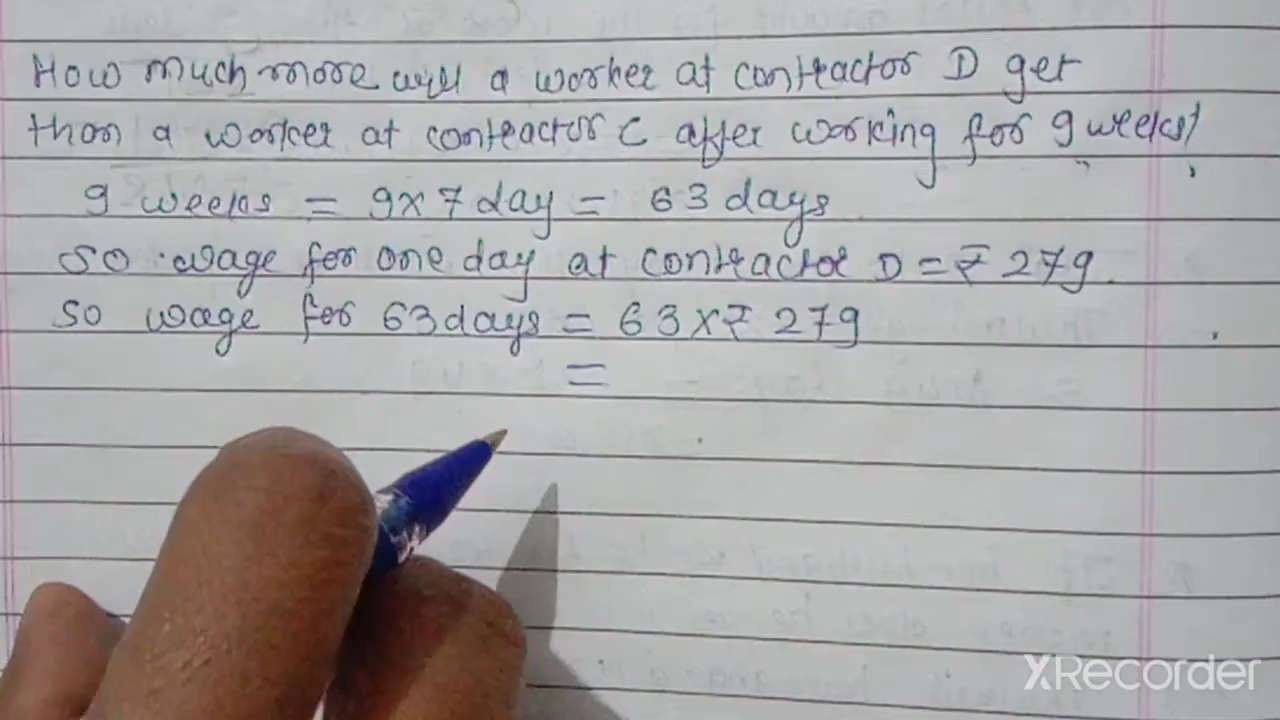 How much more will a worker at contractor D get
than a worker at contractor C after working for 9 weeks?
9 weeks = 9x7 day = 63 days
so wage for one day at contractor D = ₹ 279.
so wage for 63 days = 63 x ₹ 279
=
XRecorder